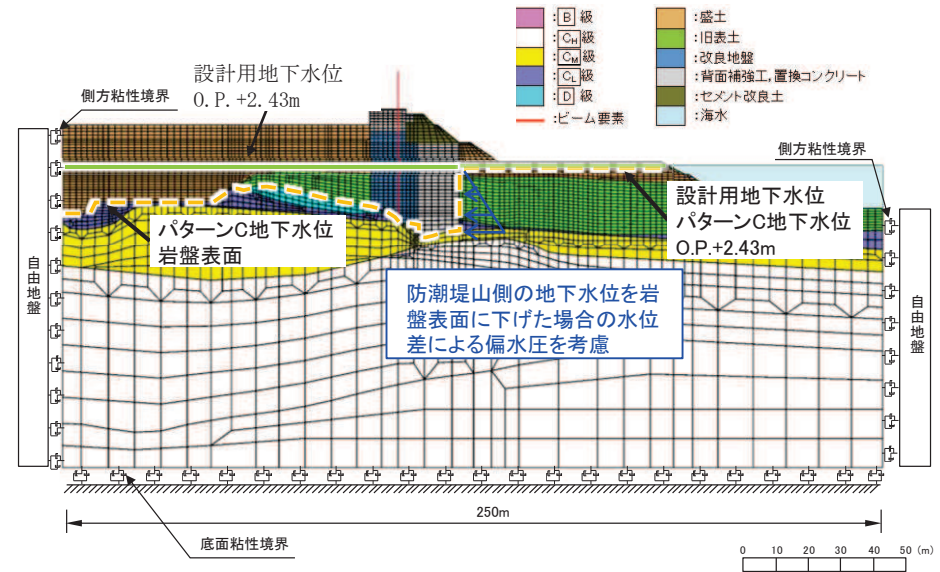 :B 級
:CH級
:CM級
:CL級
:D 級
:ビーム要素
:盛土
:旧表土
:改良地盤
:背面補強工,置換コンクリート
:セメント改良土
:海水
設計用地下水位
O.P.+2.43m
側方粘性境界
側方粘性境界
自由地盤
自由地盤
パターンC地下水位
岩盤表面
設計用地下水位
パターンC地下水位
O.P.+2.43m
防潮堤山側の地下水位を岩
盤表面に下げた場合の水位
差による偏水圧を考慮
250m
底面粘性境界
0 10 20 30 40 50 (m)